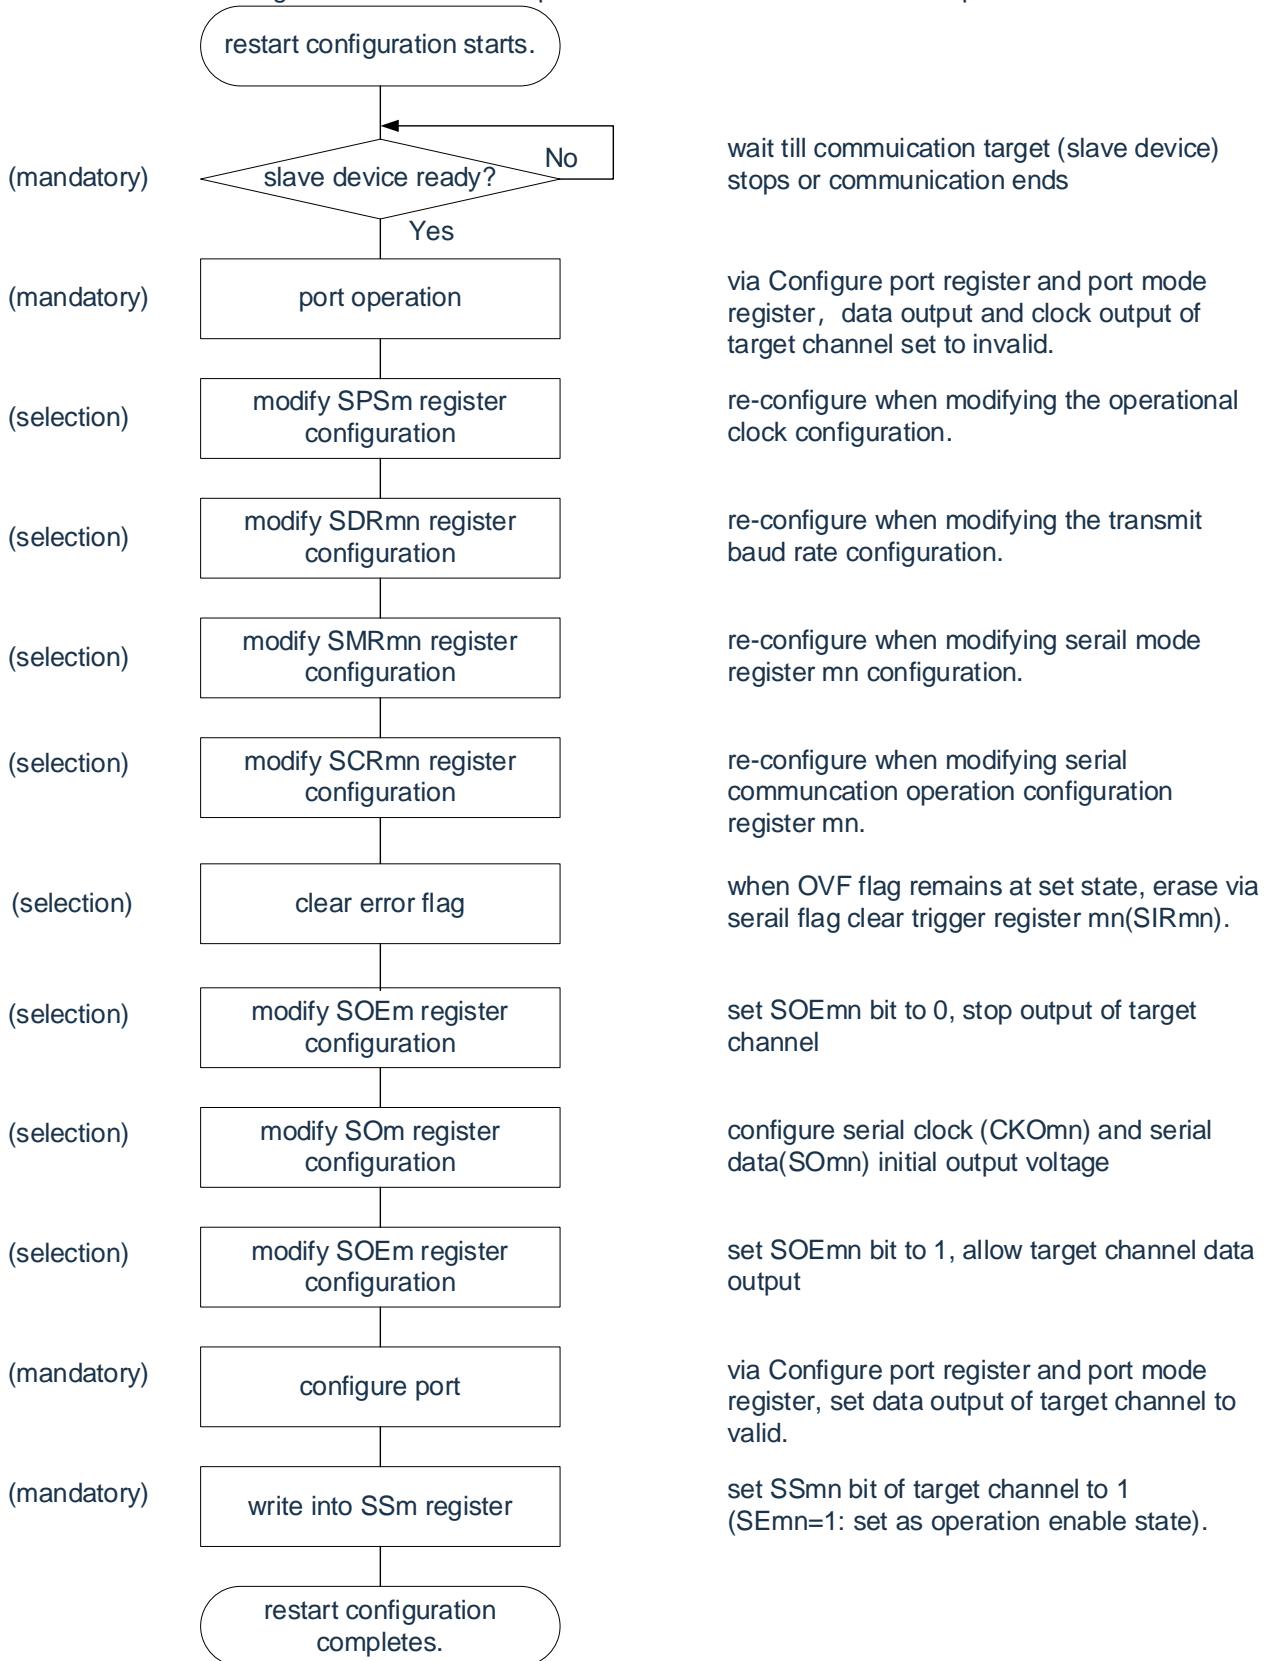 restart configuration starts.
No
wait till commuication target (slave device)
(mandatory)
slave device ready?
stops or communication ends
Yes
(mandatory)
port operation
via Configure port register and port mode
register，data output and clock output of
target channel set to invalid.
(selection)
modify SPSm register
configuration
re-configure when modifying the operational
clock configuration.
(selection)
modify SDRmn register
configuration
re-configure when modifying the transmit
baud rate configuration.
(selection)
modify SMRmn register
configuration
re-configure when modifying serail mode
register mn configuration.
(selection)
modify SCRmn register
configuration
re-configure when modifying serial
communcation operation configuration
register mn.
(selection)
clear error flag
when OVF flag remains at set state, erase via
serail flag clear trigger register mn(SIRmn).
(selection)
modify SOEm register
configuration
set SOEmn bit to 0, stop output of target
channel
(selection)
modify SOm register
configuration
configure serial clock (CKOmn) and serial
data(SOmn) initial output voltage
(selection)
modify SOEm register
configuration
set SOEmn bit to 1, allow target channel data
output
(mandatory)
configure port
via Configure port register and port mode
register, set data output of target channel to
valid.
(mandatory)
write into SSm register
set SSmn bit of target channel to 1
(SEmn=1: set as operation enable state).
restart configuration
completes.